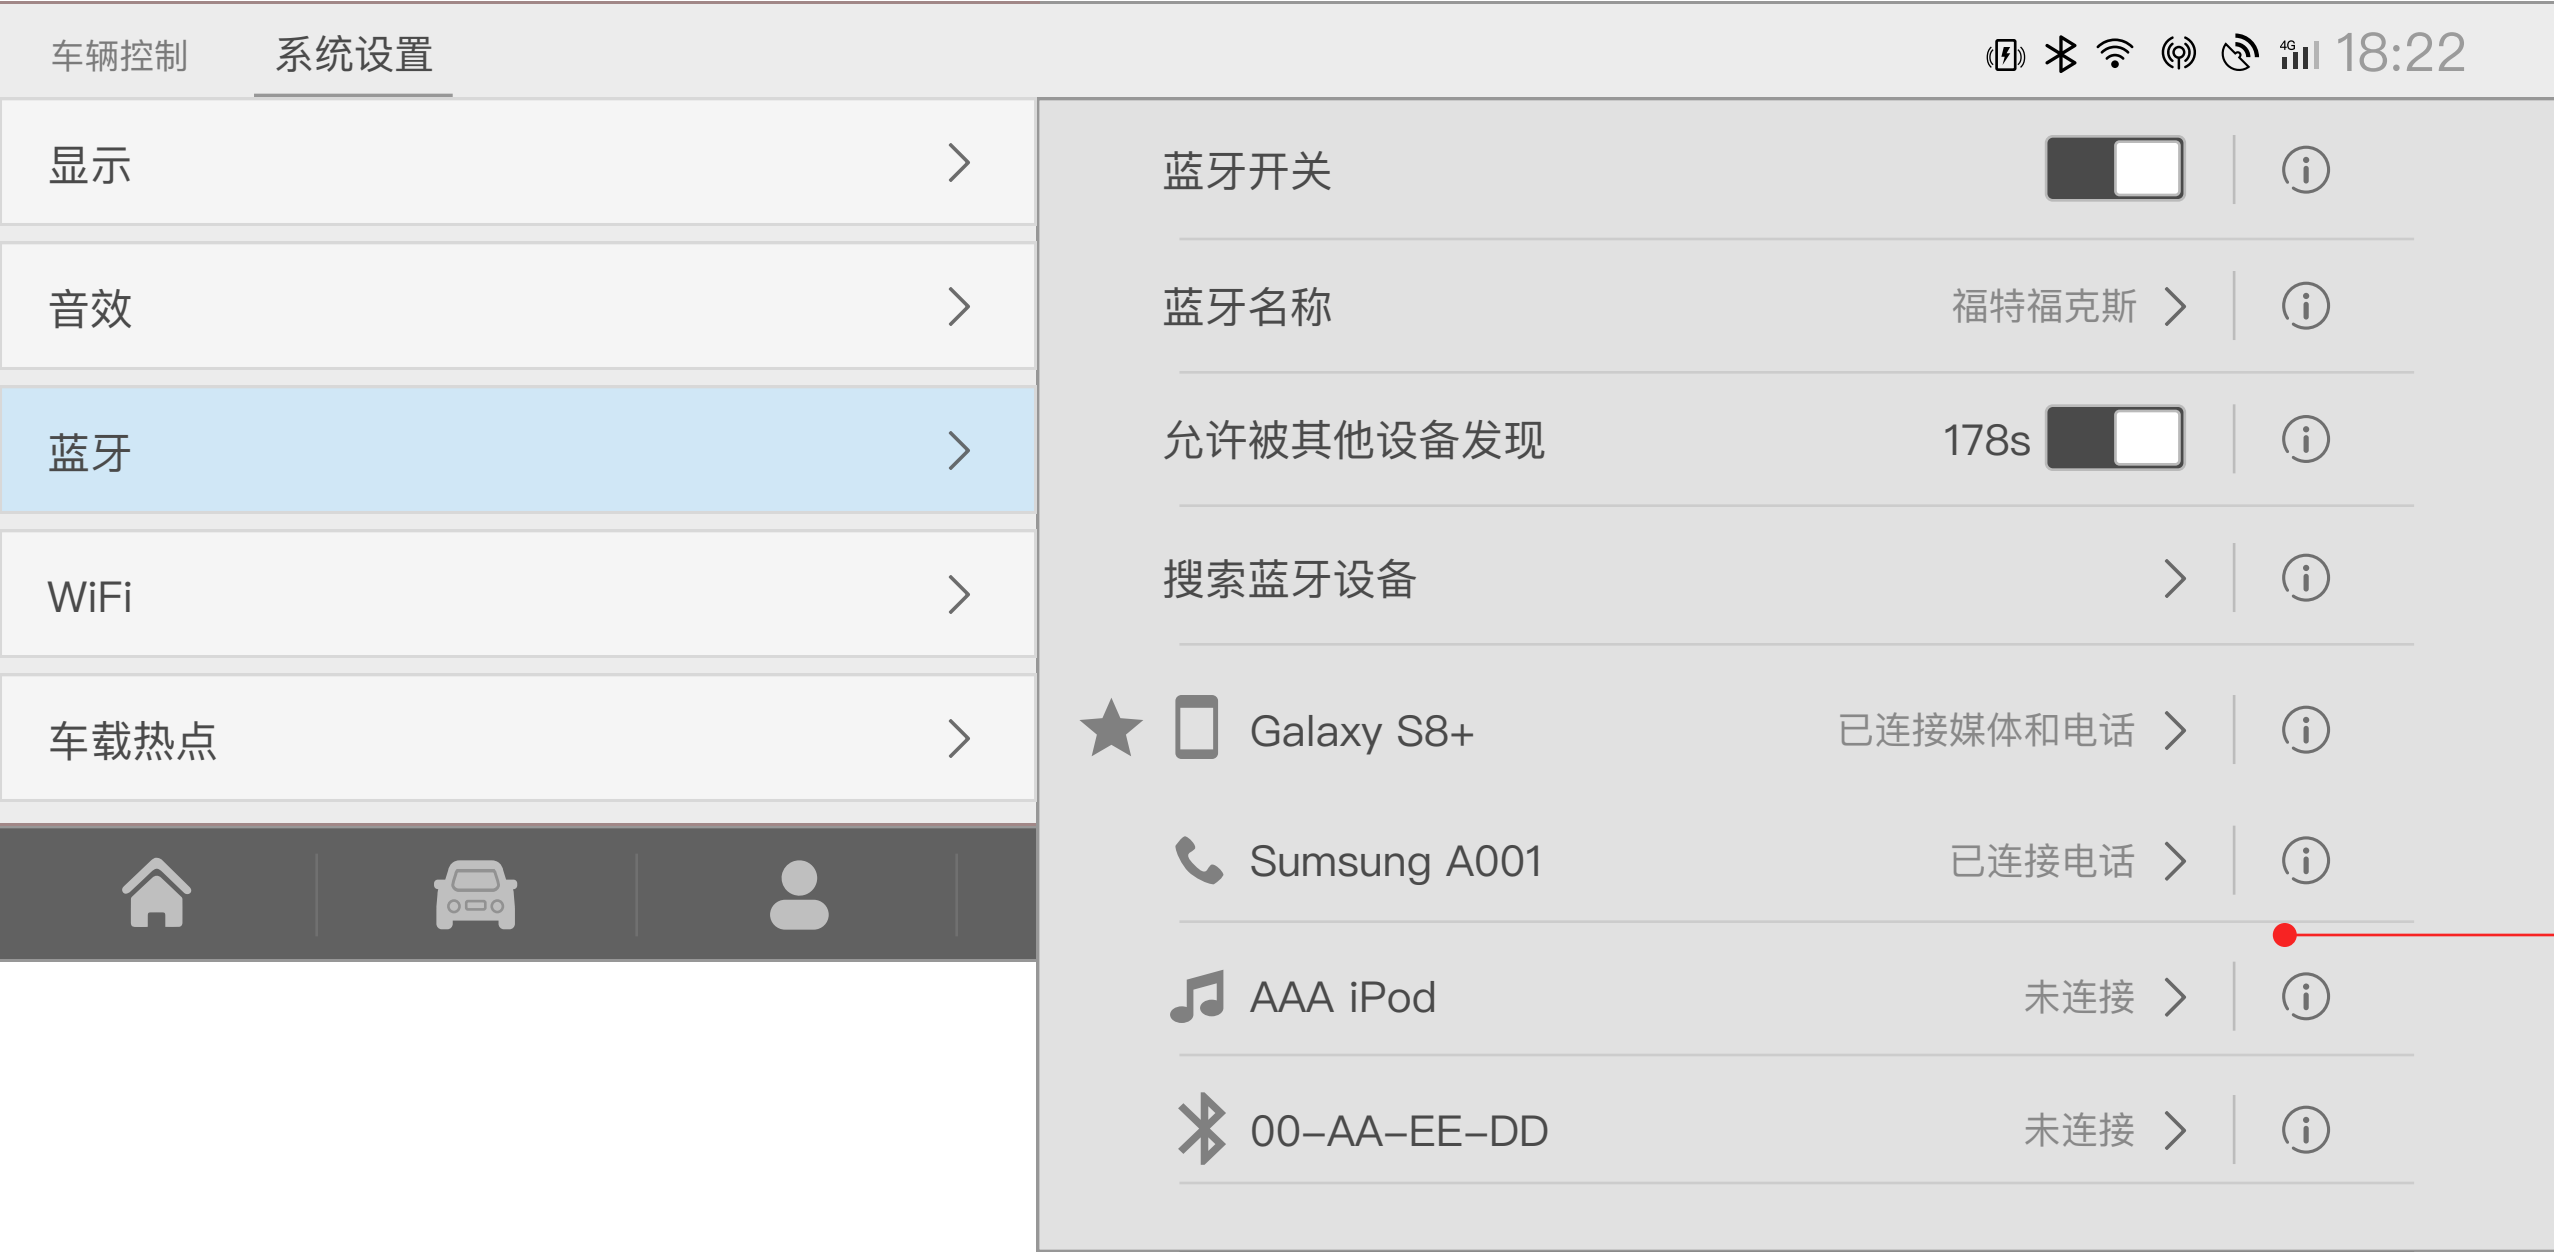 车辆控制
系统设置
4G
18:22
显示
音效
蓝牙
WiFi
车载热点
蓝牙开关
蓝牙名称
福特福克斯
允许被其他设备发现
178s
搜索蓝牙设备
Galaxy S8+
已连接媒体和电话
Sumsung A001
已连接电话
AAA iPod
未连接
00-AA-EE-DD
未连接